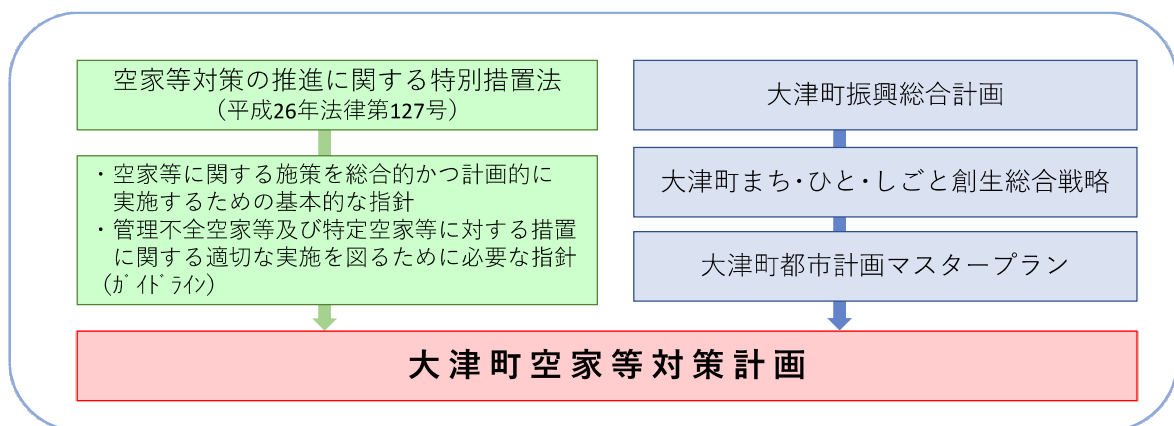 空家等対策の推進に関する特別措置法
（平成26年法律第127号）
・空家等に関する施策を総合的かつ計画的に
実施するための基本的な指針
・管理不全空家等及び特定空家等に対する措置
に関する適切な実施を図るために必要な指針
（ｶﾞｲﾄﾞﾗｲﾝ）
大津町振興総合計画
大津町まち・ひと・しごと創生総合戦略
大津町都市計画マスタープラン
大津町空家等対策計画